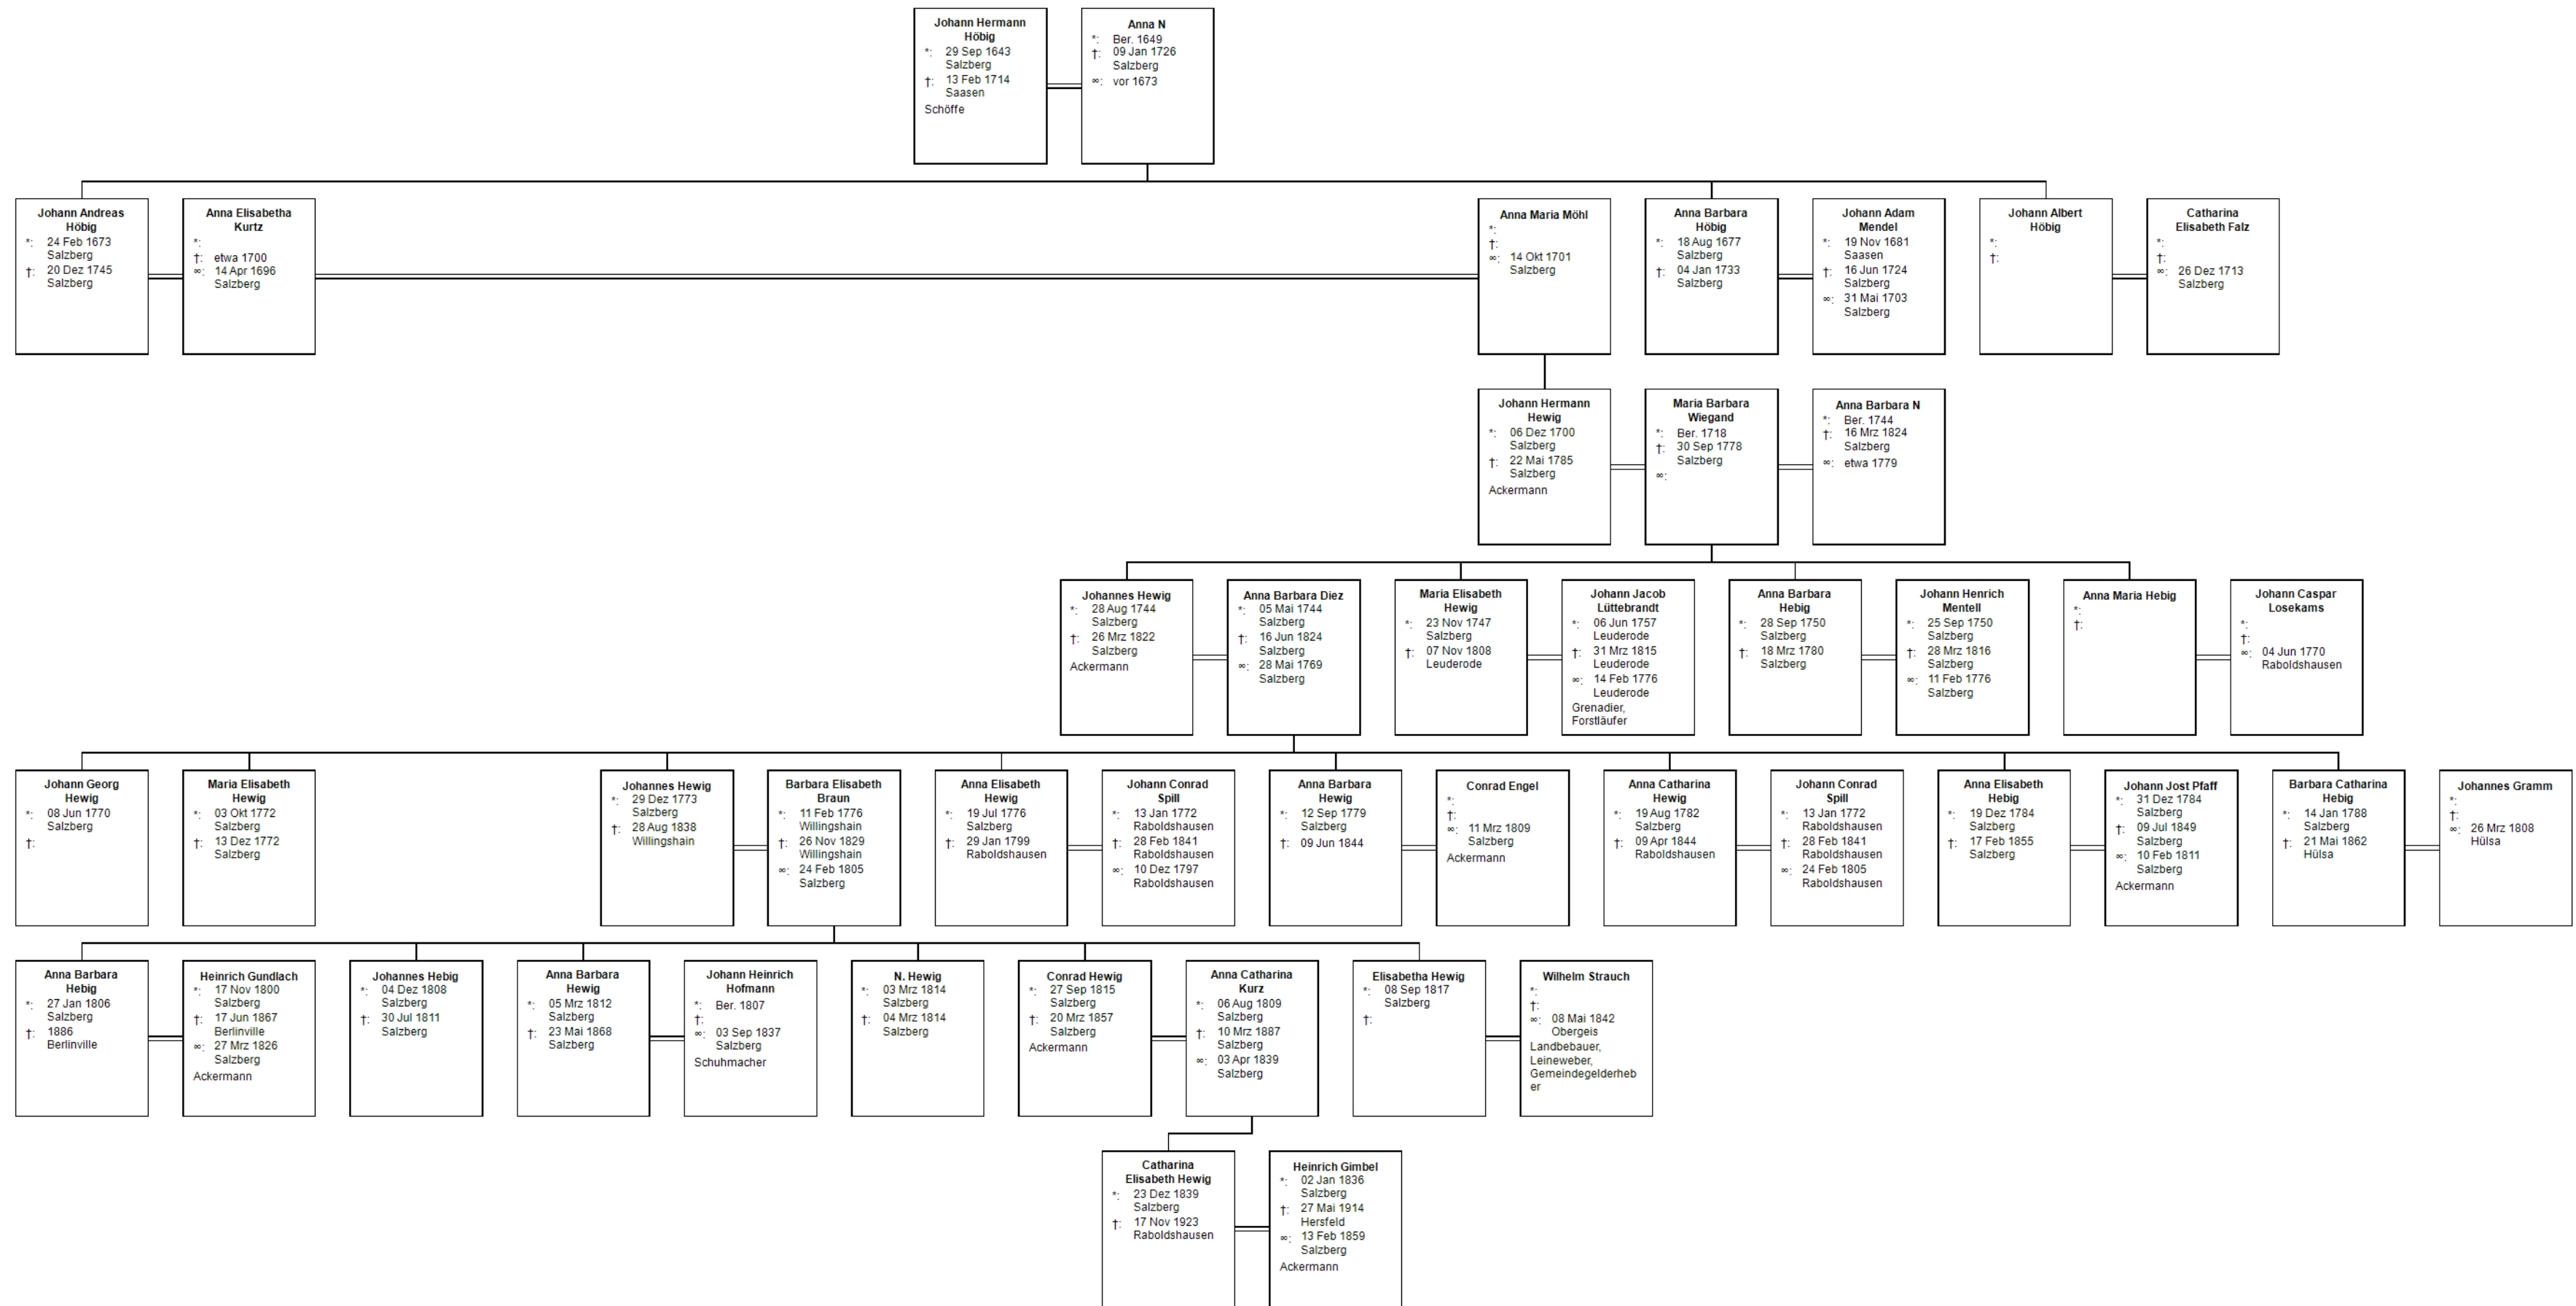 Johann Hermann
Höbig
*: 29 Sep 1643
Salzberg
†: 13 Feb 1714
Saasen
Schöffe
Anna N
*: Ber. 1649
†: 09 Jan 1726
Salzberg
∞: vor 1673
Johann Andreas
Höbig
*: 24 Feb 1673
Salzberg
†: 20 Dez 1745
Salzberg
Anna Elisabetha
Kurtz
*:
†: etwa 1700
∞: 14 Apr 1696
Salzberg
Anna Maria Möhl
*:
†:
∞: 14 Okt 1701
Salzberg
Anna Barbara
Höbig
*: 18 Aug 1677
Salzberg
†: 04 Jan 1733
Salzberg
Johann Adam
Mendel
*: 19 Nov 1681
Saasen
†: 16 Jun 1724
Salzberg
∞: 31 Mai 1703
Salzberg
Johann Albert
Höbig
*:
†:
Catharina
Elisabeth Falz
*:
†:
∞: 26 Dez 1713
Salzberg
Johann Hermann
Hewig
*: 06 Dez 1700
Salzberg
†: 22 Mai 1785
Salzberg
Ackermann
Maria Barbara
Wiegand
*: Ber. 1718
†: 30 Sep 1778
Salzberg
∞:
Anna Barbara N
*: Ber. 1744
†: 16 Mrz 1824
Salzberg
∞: etwa 1779
Johannes Hewig
*: 28 Aug 1744
Salzberg
†: 26 Mrz 1822
Salzberg
Ackermann
Anna Barbara Diez
*: 05 Mai 1744
Salzberg
†: 16 Jun 1824
Salzberg
∞: 28 Mai 1769
Salzberg
Maria Elisabeth
Hewig
*: 23 Nov 1747
Salzberg
†: 07 Nov 1808
Leuderode
Johann Jacob
Lüttebrandt
*: 06 Jun 1757
Leuderode
†: 31 Mrz 1815
Leuderode
∞: 14 Feb 1776
Leuderode
Grenadier,
Forstläufer
Anna Barbara
Hebig
*: 28 Sep 1750
Salzberg
†: 18 Mrz 1780
Salzberg
Johann Henrich
Mentell
*: 25 Sep 1750
Salzberg
†: 28 Mrz 1816
Salzberg
∞: 11 Feb 1776
Salzberg
Anna Maria Hebig
*:
†:
Johann Caspar
Losekams
*:
†:
∞: 04 Jun 1770
Raboldshausen
Johann Georg
Hewig
*: 08 Jun 1770
Salzberg
†:
Maria Elisabeth
Hewig
*: 03 Okt 1772
Salzberg
†: 13 Dez 1772
Salzberg
Johannes Hewig
*: 29 Dez 1773
Salzberg
†: 28 Aug 1838
Willingshain
Barbara Elisabeth
Braun
*: 11 Feb 1776
Willingshain
†: 26 Nov 1829
Willingshain
∞: 24 Feb 1805
Salzberg
Anna Elisabeth
Hewig
*: 19 Jul 1776
Salzberg
†: 29 Jan 1799
Raboldshausen
Johann Conrad
Spill
*: 13 Jan 1772
Raboldshausen
†: 28 Feb 1841
Raboldshausen
∞: 10 Dez 1797
Raboldshausen
Anna Barbara
Hewig
*: 12 Sep 1779
Salzberg
†: 09 Jun 1844
Conrad Engel
*:
†:
∞: 11 Mrz 1809
Salzberg
Ackermann
Anna Catharina
Hewig
*: 19 Aug 1782
Salzberg
†: 09 Apr 1844
Raboldshausen
Johann Conrad
Spill
*: 13 Jan 1772
Raboldshausen
†: 28 Feb 1841
Raboldshausen
∞: 24 Feb 1805
Raboldshausen
Anna Elisabeth
Hebig
*: 19 Dez 1784
Salzberg
†: 17 Feb 1855
Salzberg
Johann Jost Pfaff
*: 31 Dez 1784
Salzberg
†: 09 Jul 1849
Salzberg
∞: 10 Feb 1811
Salzberg
Ackermann
Barbara Catharina
Hebig
*: 14 Jan 1788
Salzberg
†: 21 Mai 1862
Hülsa
Johannes Gramm
*:
†:
∞: 26 Mrz 1808
Hülsa
Anna Barbara
Hebig
*: 27 Jan 1806
Salzberg
†: 1886
Berlinville
Heinrich Gundlach
*: 17 Nov 1800
Salzberg
†: 17 Jun 1867
Berlinville
∞: 27 Mrz 1826
Salzberg
Ackermann
Johannes Hebig
*: 04 Dez 1808
Salzberg
†: 30 Jul 1811
Salzberg
Anna Barbara
Hewig
*: 05 Mrz 1812
Salzberg
†: 23 Mai 1868
Salzberg
Johann Heinrich
Hofmann
*: Ber. 1807
†:
∞: 03 Sep 1837
Salzberg
Schuhmacher
N. Hewig
*: 03 Mrz 1814
Salzberg
†: 04 Mrz 1814
Salzberg
Conrad Hewig
*: 27 Sep 1815
Salzberg
†: 20 Mrz 1857
Salzberg
Ackermann
Anna Catharina
Kurz
*: 06 Aug 1809
Salzberg
†: 10 Mrz 1887
Salzberg
∞: 03 Apr 1839
Salzberg
Elisabetha Hewig
*: 08 Sep 1817
Salzberg
†:
Wilhelm Strauch
*:
†:
∞: 08 Mai 1842
Obergeis
Landbebauer,
Leineweber,
Gemeindegelderheb
er
Catharina
Elisabeth Hewig
*: 23 Dez 1839
Salzberg
†: 17 Nov 1923
Raboldshausen
Heinrich Gimbel
*: 02 Jan 1836
Salzberg
†: 27 Mai 1914
Hersfeld
∞: 13 Feb 1859
Salzberg
Ackermann